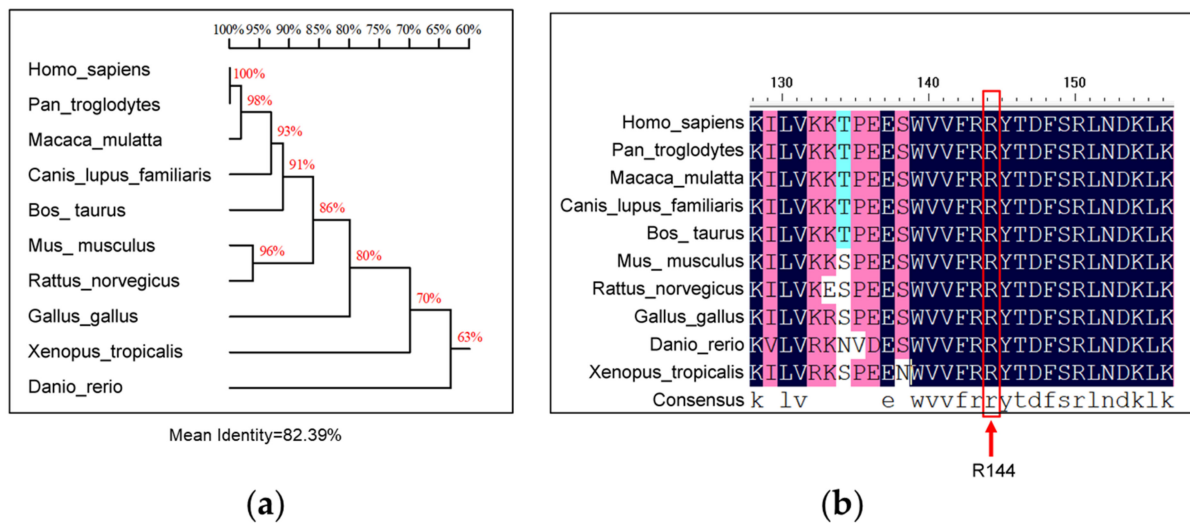 100% 95% 90% 85% 80% 75% 70% 65% 60%
Homo_sapiens
100%
Pan_troglodytes
98%
Macaca_mulatta
93%
Canis_lupus_familiaris
91%
Bos_ taurus
86%
Mus_ musculus
96%
80%
Rattus_norvegicus
70%
Gallus_gallus
63%
Xenopus_tropicalis
Danio_rerio
Mean Identity=82.39%
(a)
130 140 150
Homo_sapiens KILVKKTPEESWVVFRRYTDFSRLNDKLK
Pan_troglodytes KILVKKTPEESWVVFRRYTDFSRLNDKLK
Macaca_mulatta KILVKKTPEESWVVFRRYTDFSRLNDKLK
Canis_lupus_familiaris KILVKKTPEESWVVFRRYTDFSRLNDKLK
Bos_ taurus KILVKKTPEESWVVFRRYTDFSRLNDKLK
Mus_ musculus KILVKKSPEESWVVFRRYTDFSRLNDKLK
Rattus_norvegicus KILVKESPEESWVVFRRYTDFSRLNDKLK
Gallus_gallus KILVKRSPEESWVVFRRYTDFSRLNDKLK
Danio_rerio KVLVRKNVDESWVVFRRYTDFSRLNDKLK
Xenopus_tropicalis KILVRKSPEENWVVFRRYTDFSRLNDKLK
Consensus k lv e wvvfrrytdfsrlndklk
R144
(b)